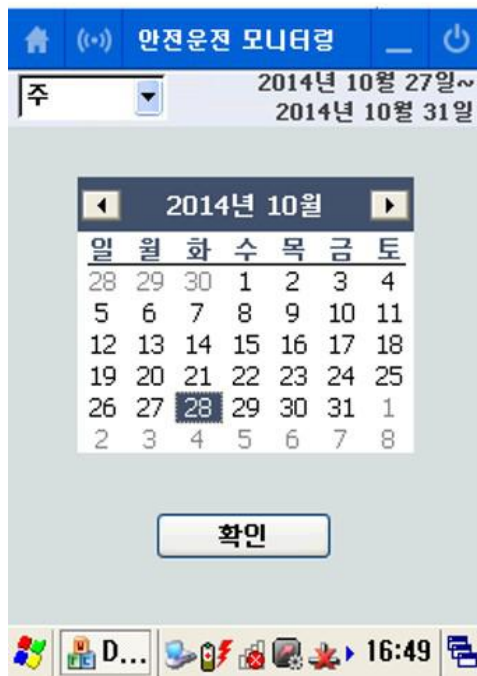 안전운전 모니터링
주
2014년 10월 27일~
2014년 10월 31일
2014년 10월
일 월 화 수 목 금 토
28 29 30 1 2 3 4
5 6 7 8 9 10 11
12 13 14 15 16 17 18
19 20 21 22 23 24 25
26 27 28 29 30 31 1
2 3 4 5 6 7 8
확인
D... 16:49